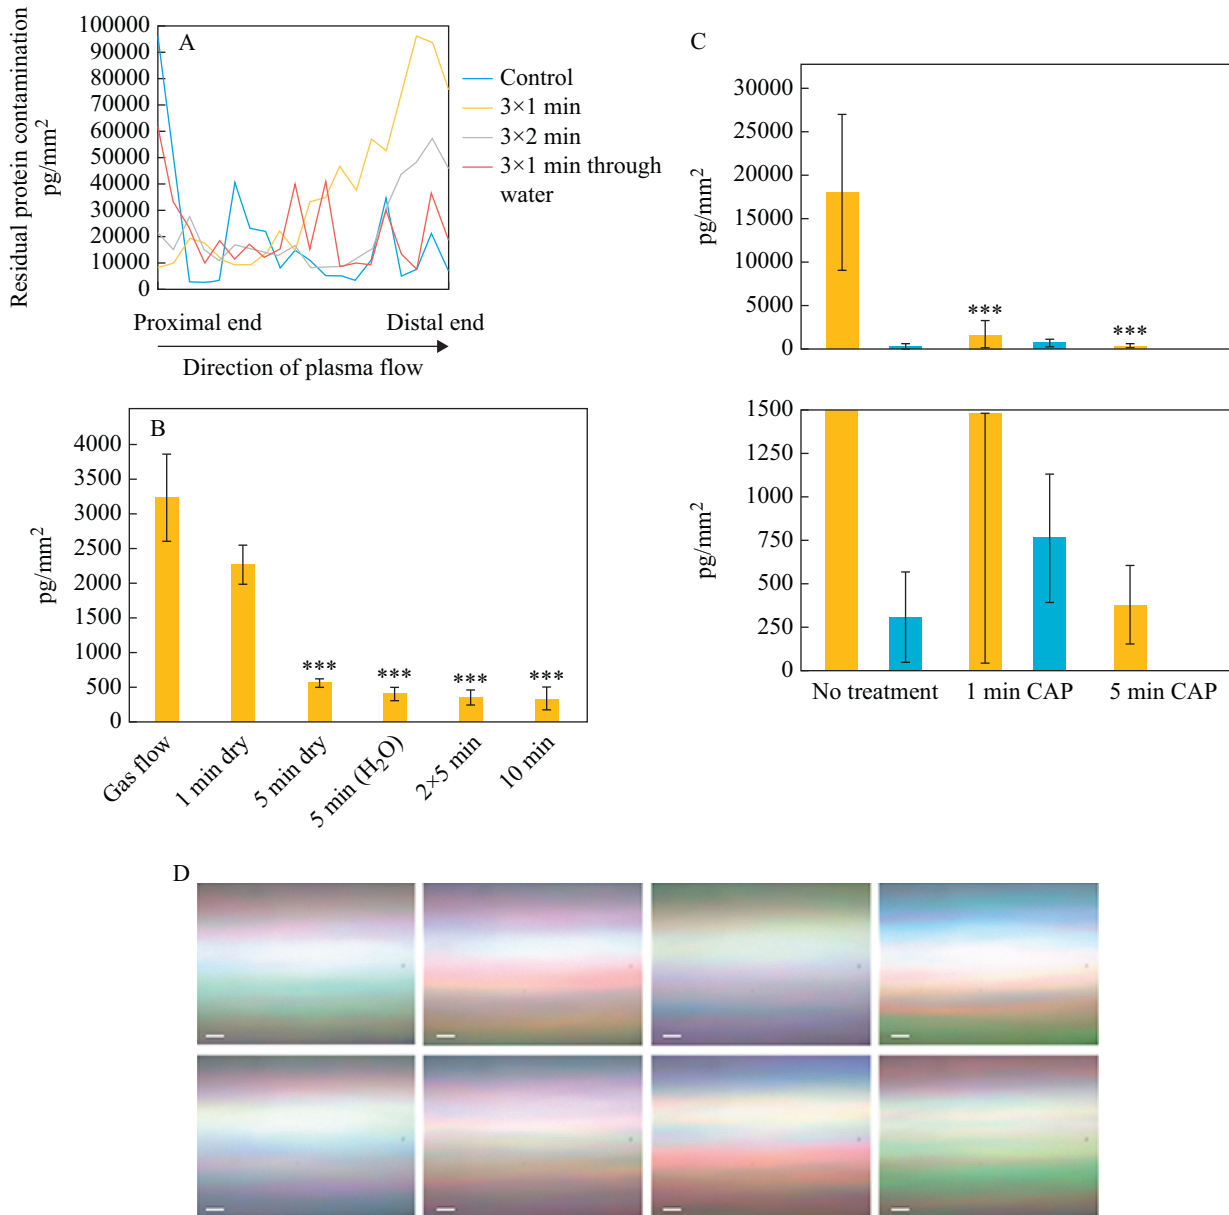 A
Residual protein contamination
pg/mm²
100000
90000
80000
70000
60000
50000
40000
30000
20000
10000
0
Control
3×1 min
3×2 min
3×1 min through
water
Proximal end
Distal end
Direction of plasma flow
B
pg/mm²
4000
3500
3000
2500
2000
1500
1000
500
0
***
***
***
***
Gas flow
1 min dry
5 min dry
5 min (H₂O)
2×5 min
10 min
C
pg/mm²
30000
25000
20000
15000
10000
5000
0
***
***
pg/mm²
1500
1250
1000
750
500
250
0
No treatment
1 min CAP
5 min CAP
D